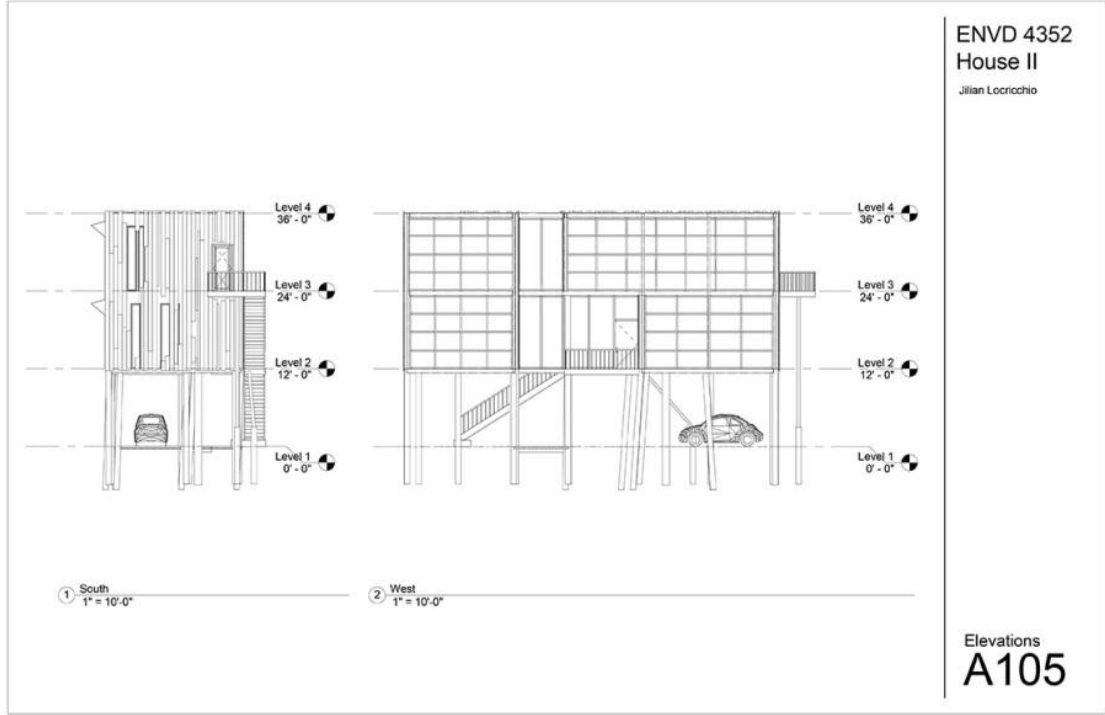 ENVD 4352
House II
Jilian Locricchio
Level 4
36' - 0"
Level 3
24' - 0"
Level 2
12' - 0"
Level 1
0' - 0"
Level 4
36' - 0"
Level 3
24' - 0"
Level 2
12' - 0"
Level 1
0' - 0"
1 South
1" = 10'-0"
2 West
1" = 10'-0"
Elevations
A105